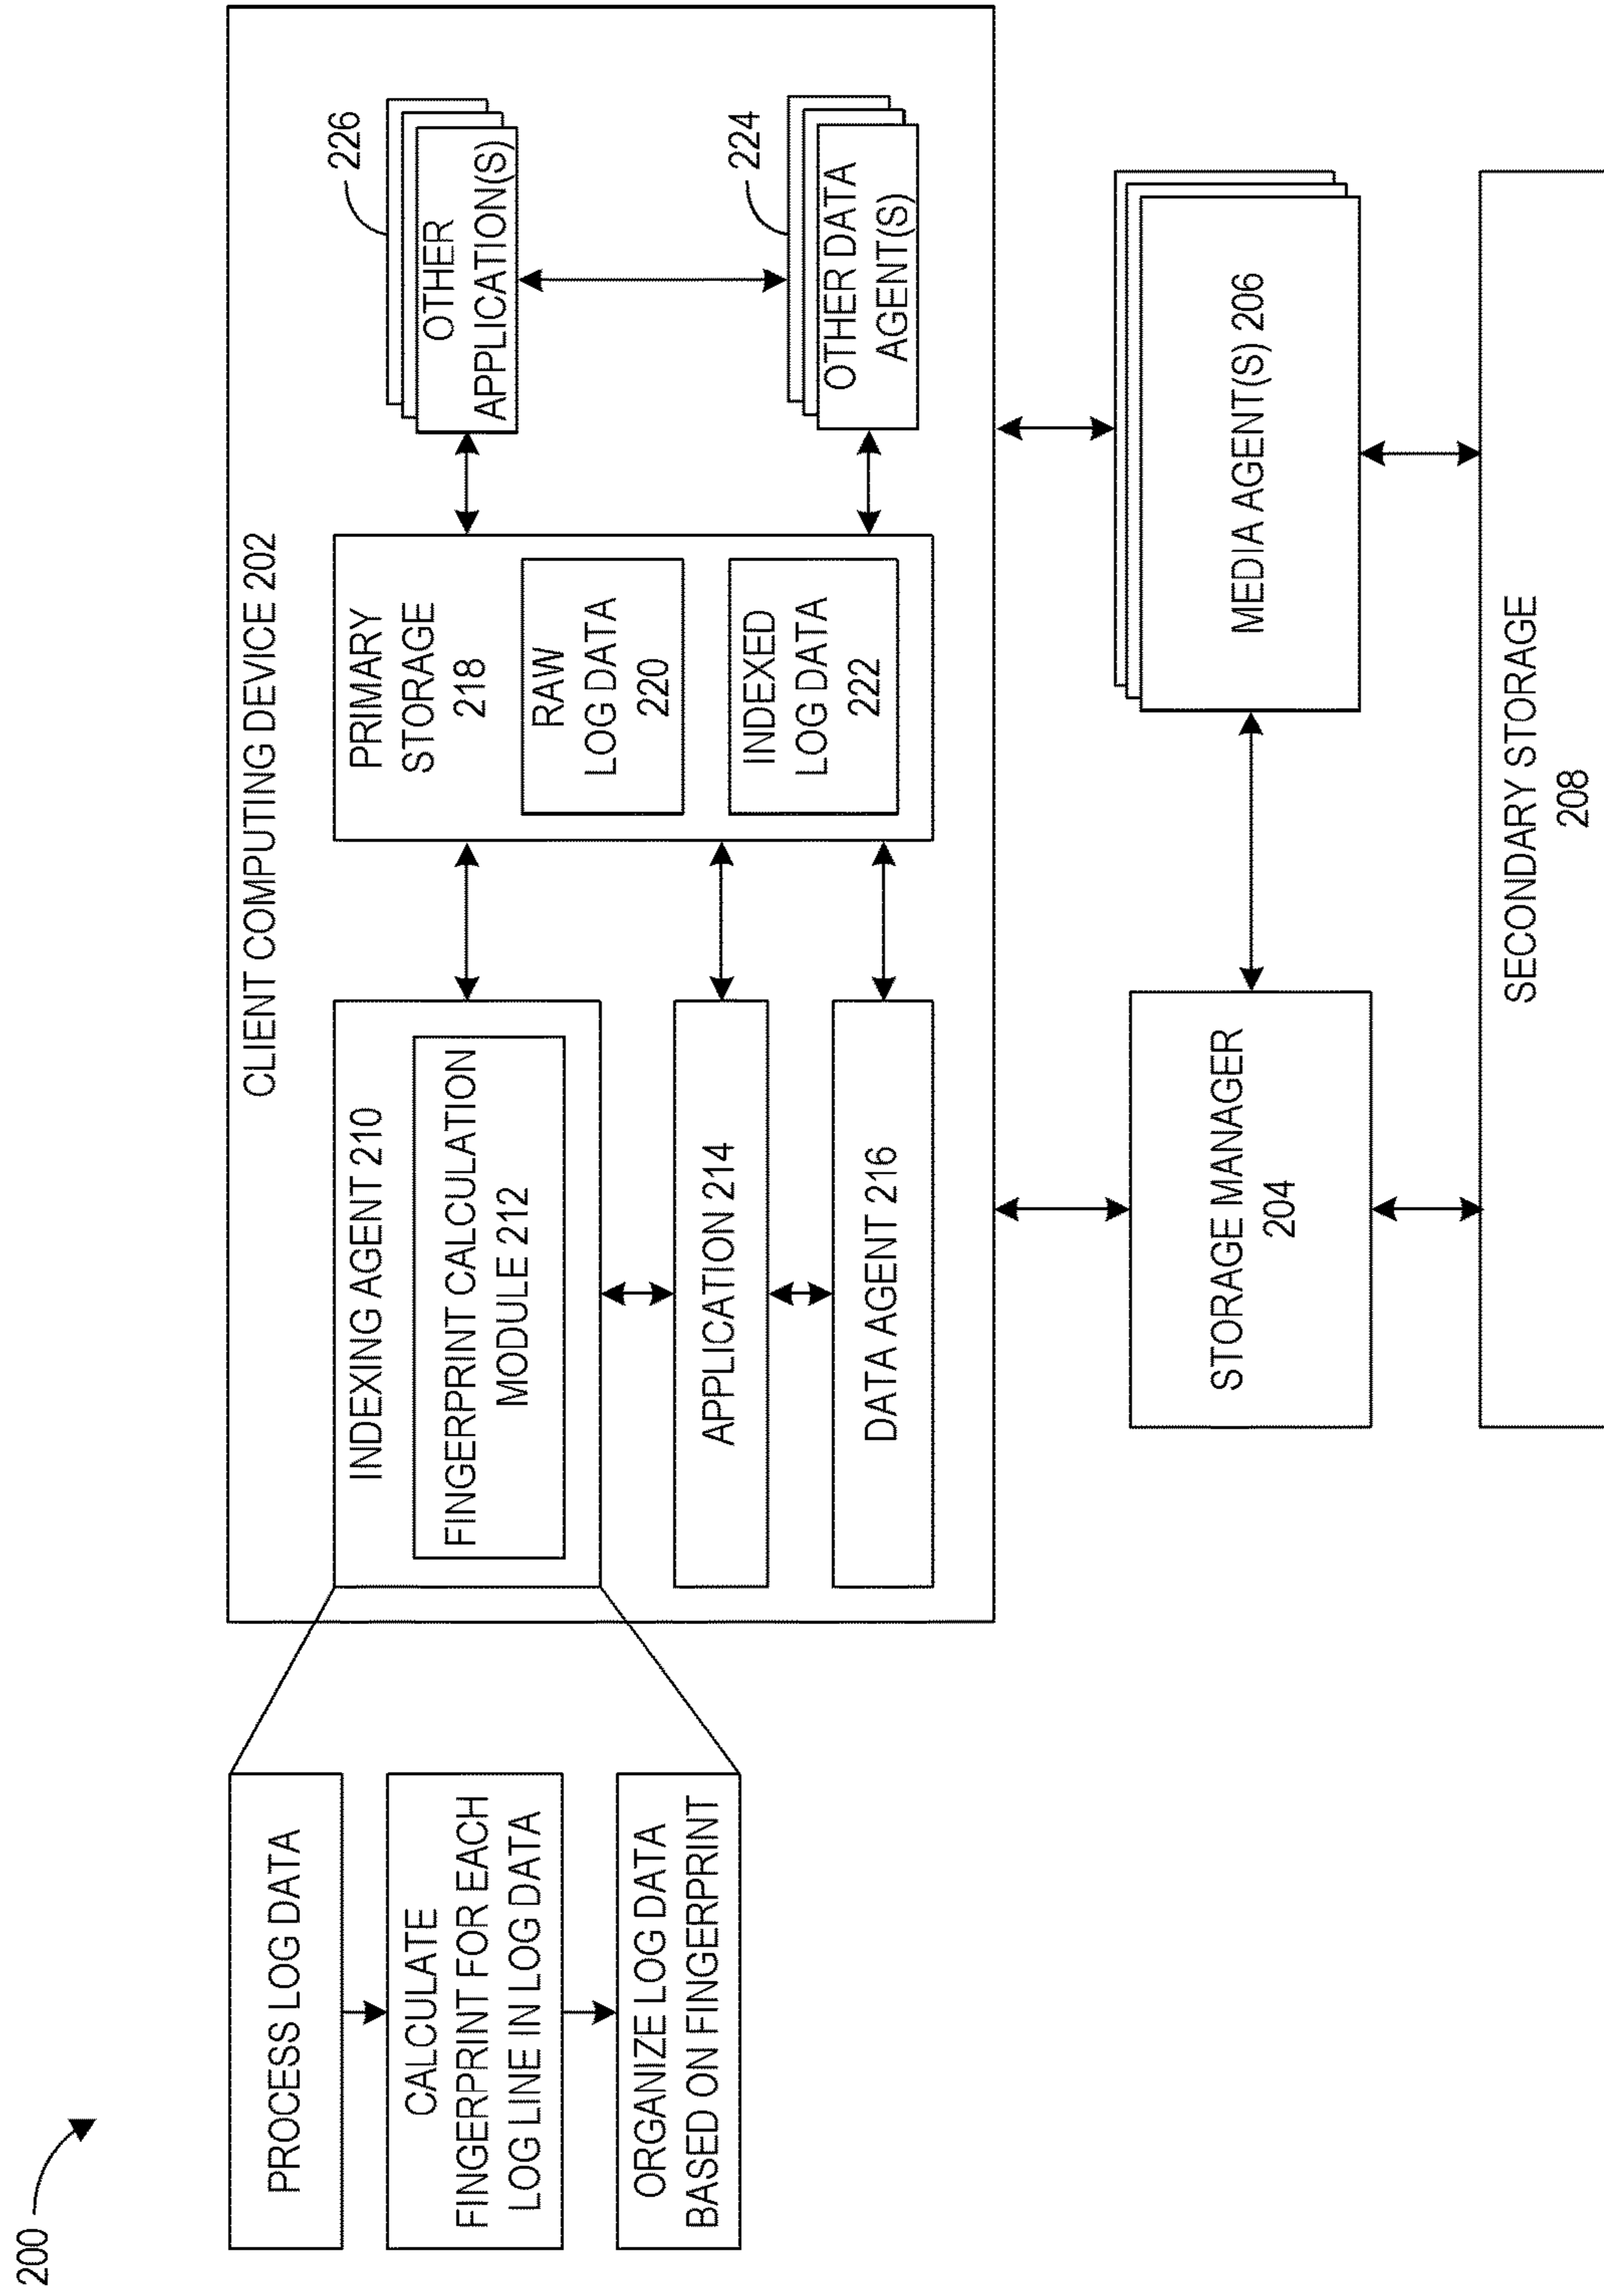 200
PROCESS LOG DATA
CALCULATE
FINGERPRINT FOR EACH
LOG LINE IN LOG DATA
ORGANIZE LOG DATA
BASED ON FINGERPRINT
CLIENT COMPUTING DEVICE 202
INDEXING AGENT 210
FINGERPRINT CALCULATION
MODULE 212
APPLICATION 214
DATA AGENT 216
PRIMARY
STORAGE
218
RAW
LOG DATA
220
INDEXED
LOG DATA
222
226
OTHER
APPLICATION(S)
224
OTHER DATA
AGENT(S)
STORAGE MANAGER
204
MEDIA AGENT(S) 206
SECONDARY STORAGE
208